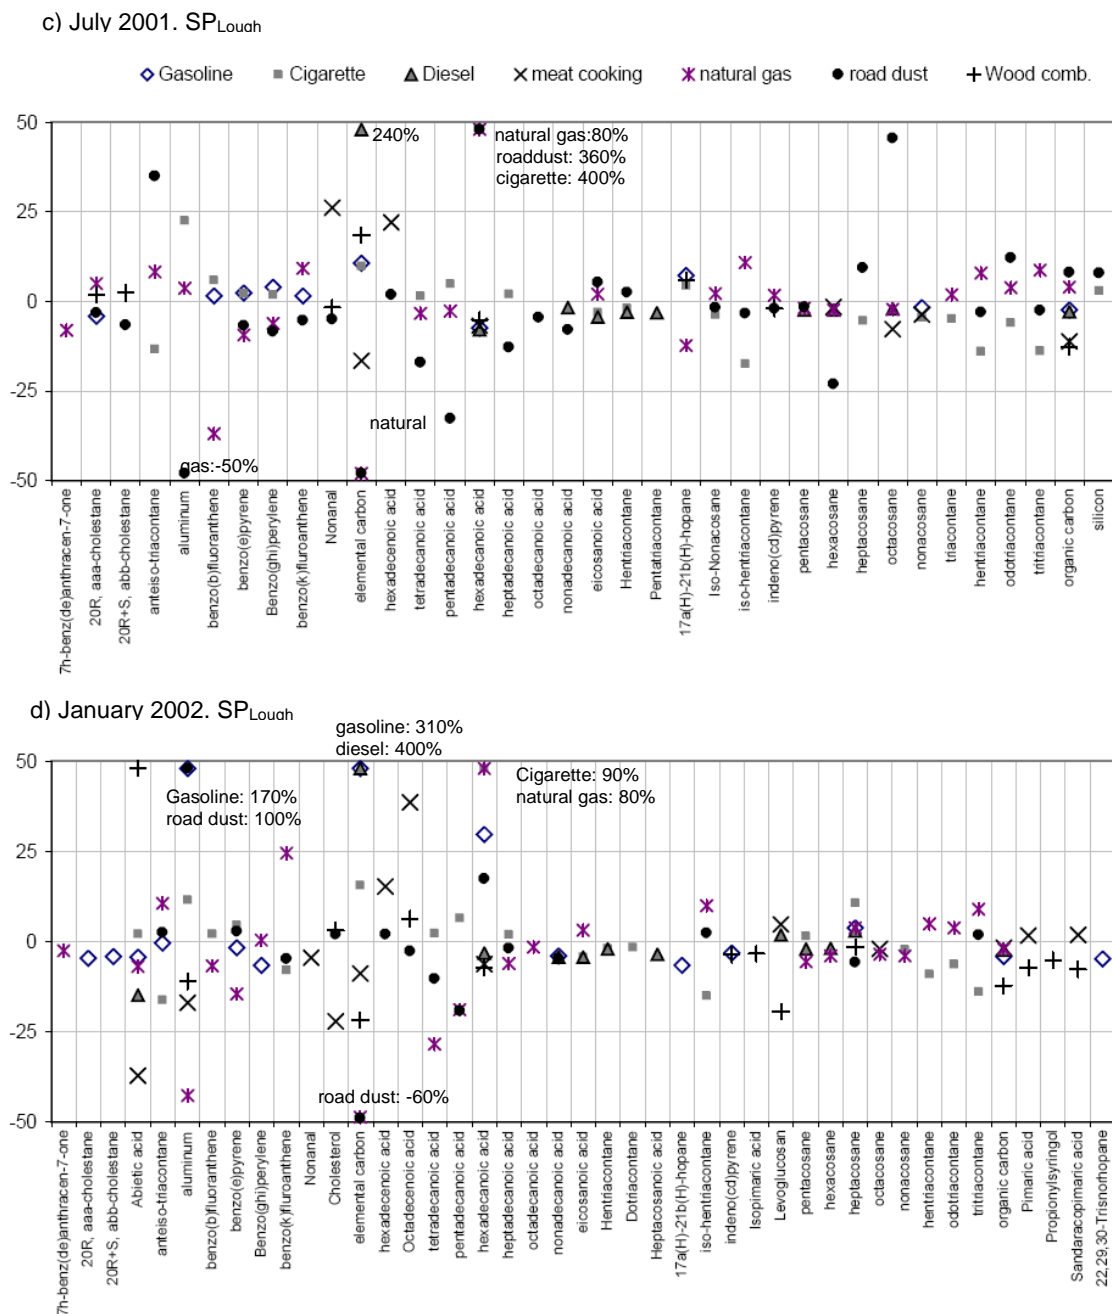 c) July 2001. SPLough
Gasoline Cigarette Diesel meat cooking natural gas road dust Wood comb.
50
240%
natural gas:80%
roaddust: 360%
cigarette: 400%
25
0
-25
natural
gas:-50%
-50
7h-benz(de)anthracen-7-one
20R, aaa-cholestane
20R+S, abb-cholestane
anteiso-triacontane
aluminum
benzo(b)fluoranthene
benzo(e)pyrene
Benzo(ghi)perylene
benzo(k)fluroanthene
Nonanal
elemental carbon
hexadecenoic acid
tetradecanoic acid
pentadecanoic acid
hexadecanoic acid
heptadecanoic acid
octadecanoic acid
nonadecanoic acid
eicosanoic acid
Hentriacontane
Pentatriacontane
17a(H)-21b(H)-hopane
Iso-Nonacosane
iso-hentriacontane
indeno(cd)pyrene
pentacosane
hexacosane
heptacosane
octacosane
nonacosane
triacontane
hentriacontane
odotriacontane
tritriacontane
organic carbon
silicon
d) January 2002. SPLough
gasoline: 310%
diesel: 400%
50
Gasoline: 170%
road dust: 100%
Cigarette: 90%
natural gas: 80%
25
0
-25
road dust: -60%
-50
7h-benz(de)anthracen-7-one
20R, aaa-cholestane
20R+S, abb-cholestane
Abietic acid
anteiso-triacontane
aluminum
benzo(b)fluoranthene
benzo(e)pyrene
Benzo(ghi)perylene
benzo(k)fluroanthene
Nonanal
Cholesterol
elemental carbon
hexadecenoic acid
Octadecenoic acid
tetradecanoic acid
pentadecanoic acid
hexadecanoic acid
heptadecanoic acid
octadecanoic acid
nonadecanoic acid
eicosanoic acid
Hentriacontane
Dotriacontane
Heptacosanoic acid
17a(H)-21b(H)-hopane
iso-hentriacontane
indeno(cd)pyrene
Isopimaric acid
Levoglucosan
pentacosane
hexacosane
heptacosane
octacosane
nonacosane
hentriacontane
odotriacontane
tritriacontane
organic carbon
Pimaric acid
Propionylsyringol
Sandaracopimaric acid
22,29,30-Trisnorhopane